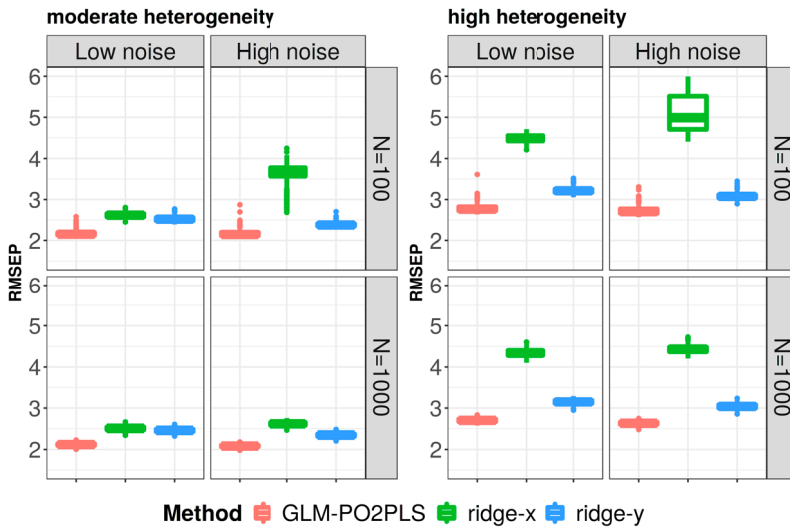 moderate heterogeneity
high heterogeneity
Low noise
High noise
Low noise
High noise
6
5
4
3
2
N=100
6
5
4
3
2
N=100
RMSEP
RMSEP
6
5
4
3
2
N=1000
6
5
4
3
2
N=1000
Method GLM-PO2PLS ridge-x ridge-y